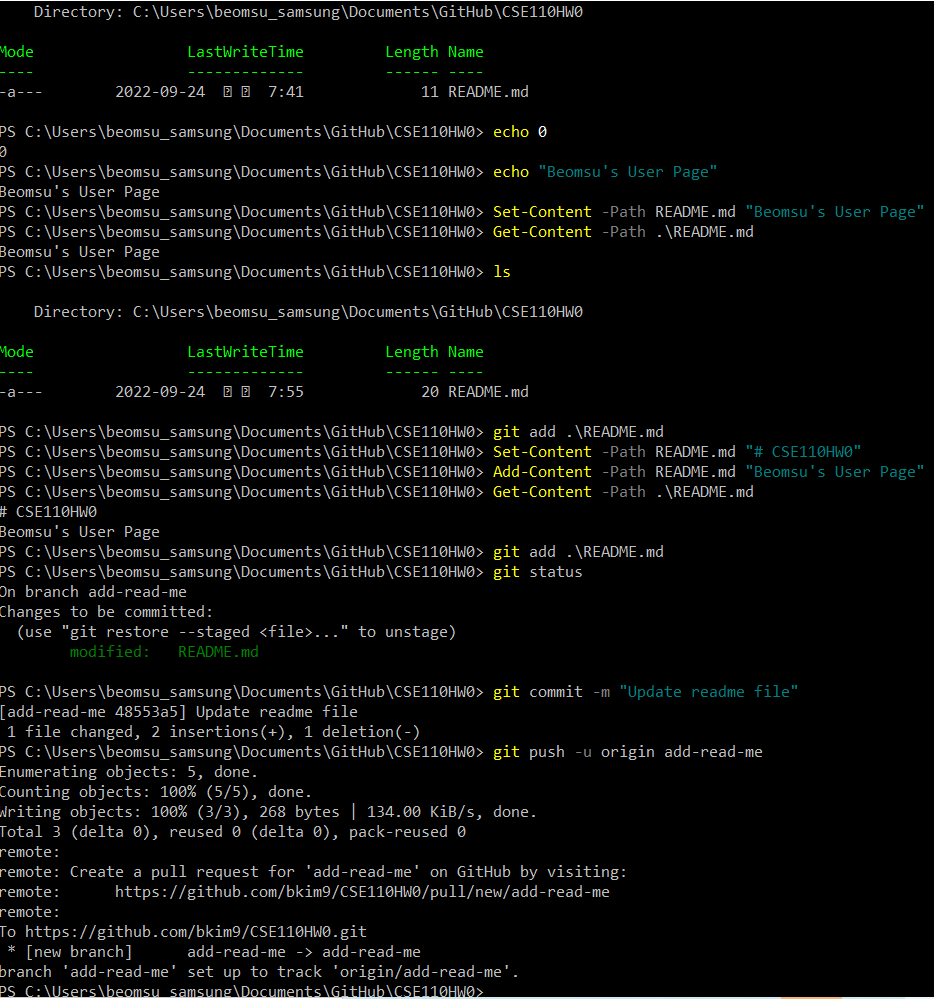 Directory: C:\Users\beomsu_samsung\Documents\GitHub\CSE110HW0
Mode LastWriteTime Length Name
---- ------------- ------ ----
-a--- 2022-09-24 7:41 11 README.md
PS C:\Users\beomsu_samsung\Documents\GitHub\CSE110HW0> echo 0
0
PS C:\Users\beomsu_samsung\Documents\GitHub\CSE110HW0> echo "Beomsu's User Page"
Beomsu's User Page
PS C:\Users\beomsu_samsung\Documents\GitHub\CSE110HW0> Set-Content -Path README.md "Beomsu's User Page"
PS C:\Users\beomsu_samsung\Documents\GitHub\CSE110HW0> Get-Content -Path .\README.md
Beomsu's User Page
PS C:\Users\beomsu_samsung\Documents\GitHub\CSE110HW0> ls
Directory: C:\Users\beomsu_samsung\Documents\GitHub\CSE110HW0
Mode LastWriteTime Length Name
---- ------------- ------ ----
-a--- 2022-09-24 7:55 20 README.md
PS C:\Users\beomsu_samsung\Documents\GitHub\CSE110HW0> git add .\README.md
PS C:\Users\beomsu_samsung\Documents\GitHub\CSE110HW0> Set-Content -Path README.md "# CSE110HW0"
PS C:\Users\beomsu_samsung\Documents\GitHub\CSE110HW0> Add-Content -Path README.md "Beomsu's User Page"
PS C:\Users\beomsu_samsung\Documents\GitHub\CSE110HW0> Get-Content -Path .\README.md
# CSE110HW0
Beomsu's User Page
PS C:\Users\beomsu_samsung\Documents\GitHub\CSE110HW0> git add .\README.md
PS C:\Users\beomsu_samsung\Documents\GitHub\CSE110HW0> git status
On branch add-read-me
Changes to be committed:
(use "git restore --staged <file>..." to unstage)
modified: README.md
PS C:\Users\beomsu_samsung\Documents\GitHub\CSE110HW0> git commit -m "Update readme file"
[add-read-me 48553a5] Update readme file
1 file changed, 2 insertions(+), 1 deletion(-)
PS C:\Users\beomsu_samsung\Documents\GitHub\CSE110HW0> git push -u origin add-read-me
Enumerating objects: 5, done.
Counting objects: 100% (5/5), done.
Writing objects: 100% (3/3), 268 bytes | 134.00 KiB/s, done.
Total 3 (delta 0), reused 0 (delta 0), pack-reused 0
remote:
remote: Create a pull request for 'add-read-me' on GitHub by visiting:
remote: https://github.com/bkim9/CSE110HW0/pull/new/add-read-me
remote:
To https://github.com/bkim9/CSE110HW0.git
* [new branch] add-read-me -> add-read-me
branch 'add-read-me' set up to track 'origin/add-read-me'.
PS C:\Users\beomsu_samsung\Documents\GitHub\CSE110HW0>